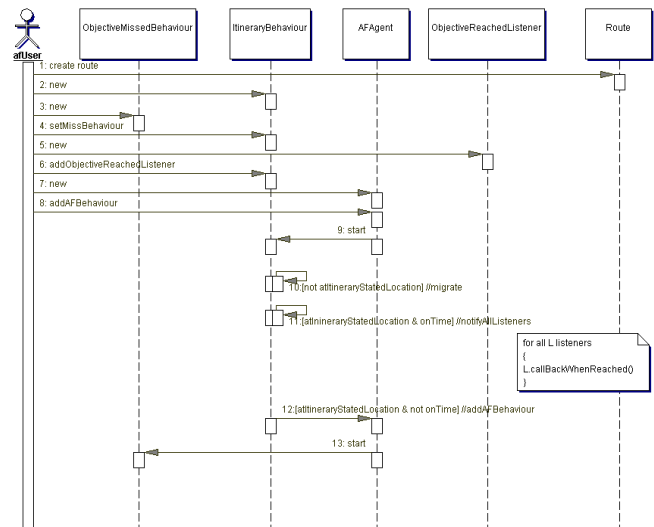 ObjectiveMissedBehaviour
ItineraryBehaviour
AFAgent
ObjectiveReachedListener
Route
afUser
1: create route
2: new
3: new
4: setMissBehaviour
5: new
6: addObjectiveReachedListener
7: new
8: addAFBehaviour
9: start
10:[not atItineraryStatedLocation] //migrate
11:[atInineraryStatedLocation & onTime] //notifyAllListeners
for all L listeners
{
L.callBackWhenReached()
}
12:[atItineraryStatedLocation & not onTime] //addAFBehaviour
13: start